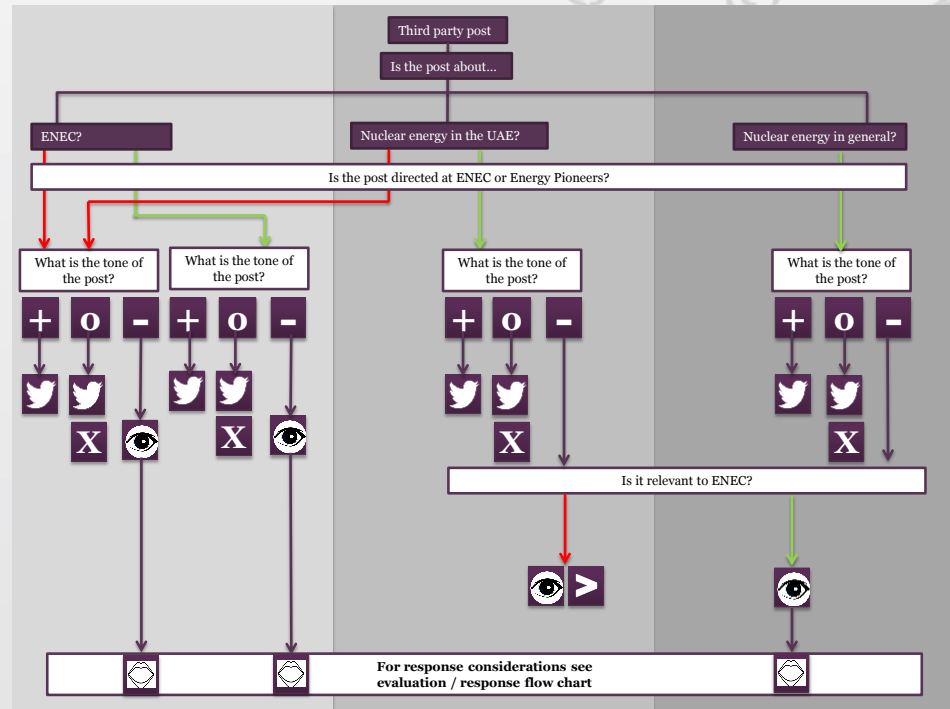 Third party post
Is the post about...
ENEC?
Nuclear energy in the UAE?
Nuclear energy in general?
Is the post directed at ENEC or Energy Pioneers?
What is the tone of
the post?
What is the tone of
the post?
What is the tone of
the post?
What is the tone of
the post?
+ o - + o - + o - + o -
X X X X
Is it relevant to ENEC?
>
For response considerations see
evaluation / response flow chart